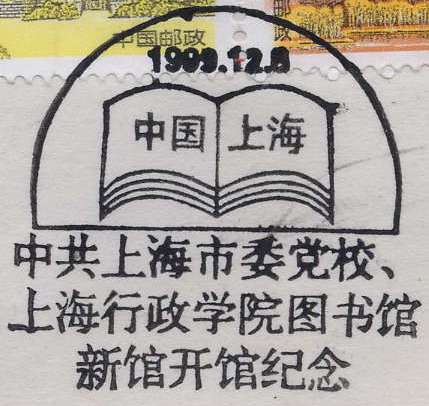 中国邮政
政
1999.12.8
中国 上海
中共上海市委党校、
上海行政学院图书馆
新馆开馆纪念